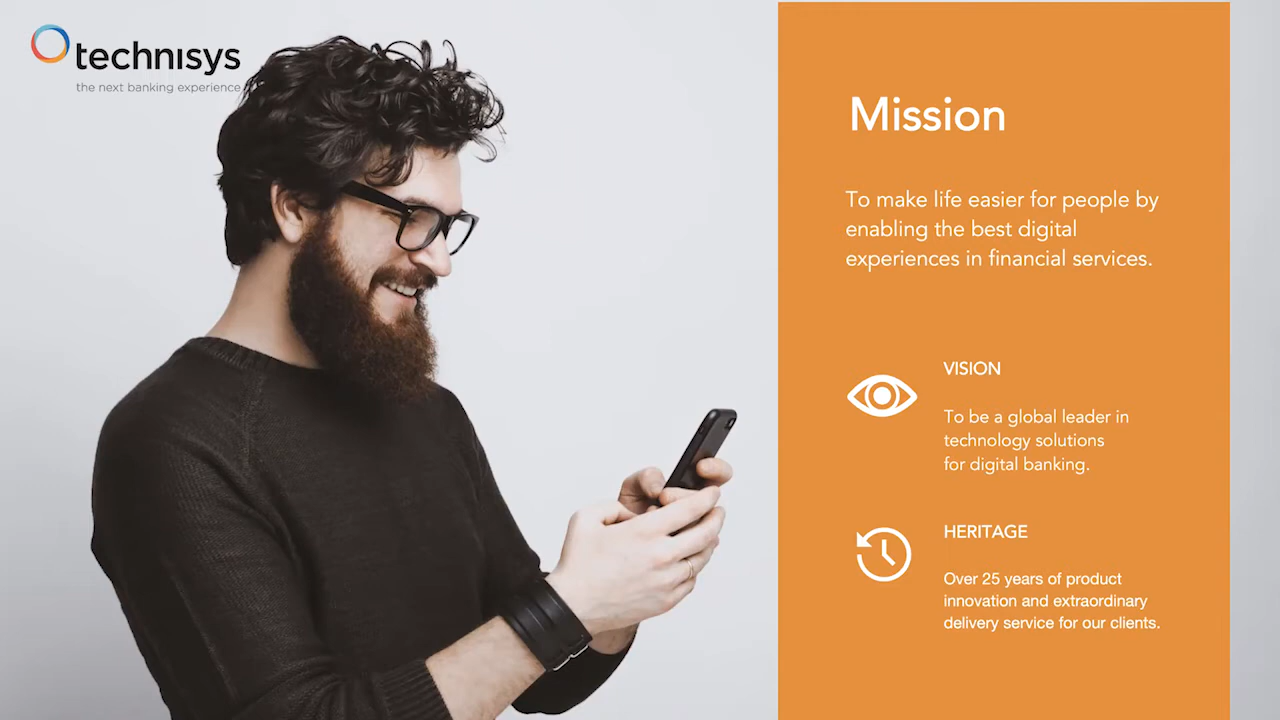 technisys
the next banking experience
Mission
To make life easier for people by
enabling the best digital
experiences in financial services.
VISION
To be a global leader in
technology solutions
for digital banking.
HERITAGE
Over 25 years of product
innovation and extraordinary
delivery service for our clients.